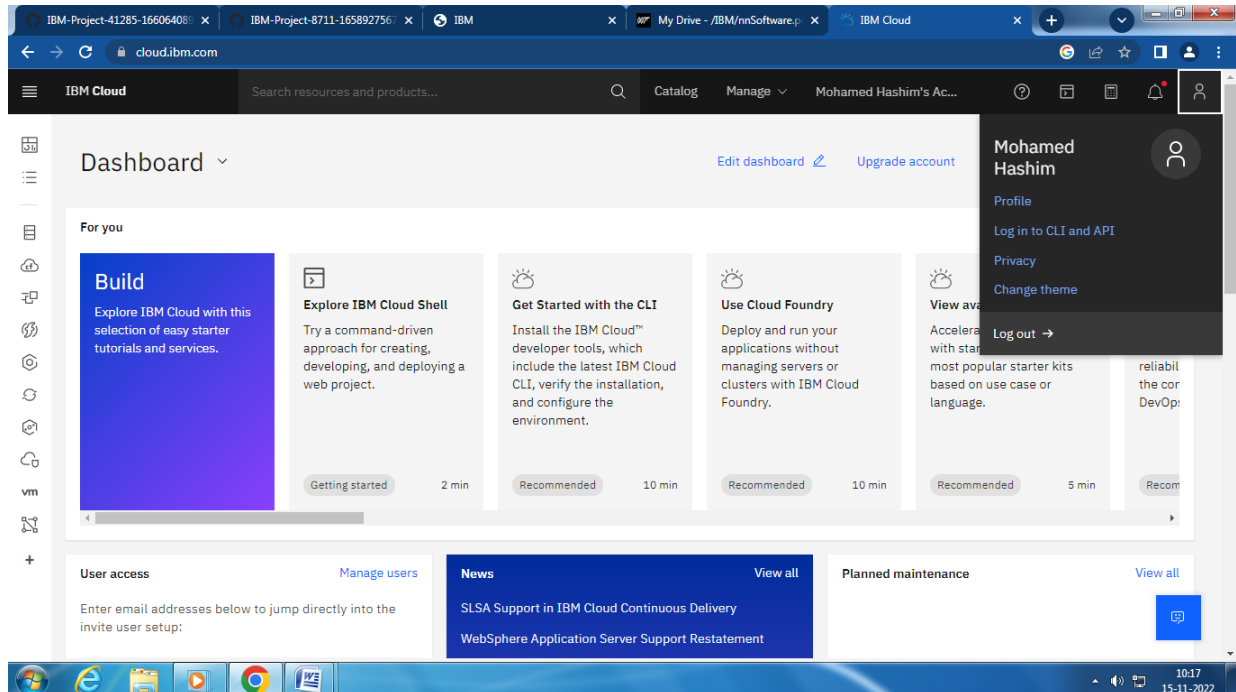 IBM-Project-41285-16606408
IBM-Project-8711-1658927567
IBM
My Drive - /IBM/nnSoftware.p
IBM Cloud
cloud.ibm.com
IBM Cloud
Search resources and products...
Catalog
Manage
Mohamed Hashim's Ac...
Dashboard
Edit dashboard
Upgrade account
Mohamed
Hashim
Profile
Log in to CLI and API
Privacy
Change theme
Log out →
For you
Build
Explore IBM Cloud with this
selection of easy starter
tutorials and services.
Explore IBM Cloud Shell
Try a command-driven
approach for creating,
developing, and deploying a
web project.
Getting started
2 min
Get Started with the CLI
Install the IBM Cloud™
developer tools, which
include the latest IBM Cloud
CLI, verify the installation,
and configure the
environment.
Recommended
10 min
Use Cloud Foundry
Deploy and run your
applications without
managing servers or
clusters with IBM Cloud
Foundry.
Recommended
10 min
View ava
Accelera
with star
most popular starter kits
based on use case or
language.
Recommended
5 min
reliabil
the cor
DevOp
Recom
vm
User access
Manage users
Enter email addresses below to jump directly into the
invite user setup:
News
View all
SLSA Support in IBM Cloud Continuous Delivery
WebSphere Application Server Support Restatement
Planned maintenance
View all
10:17
15-11-2022